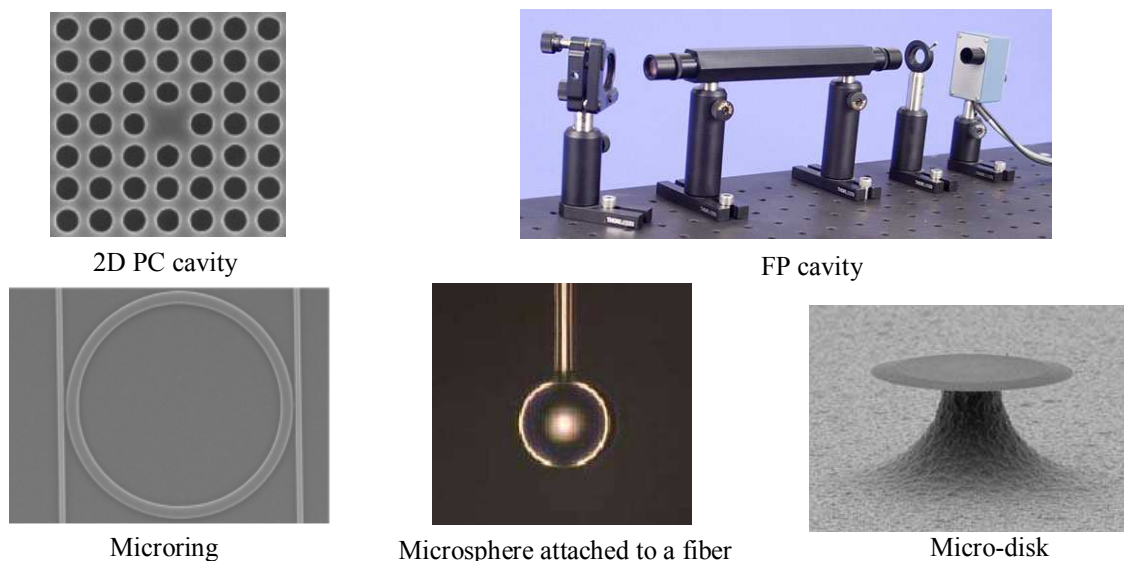 2D PC cavity
FP cavity
Microring
Microsphere attached to a fiber
Micro-disk